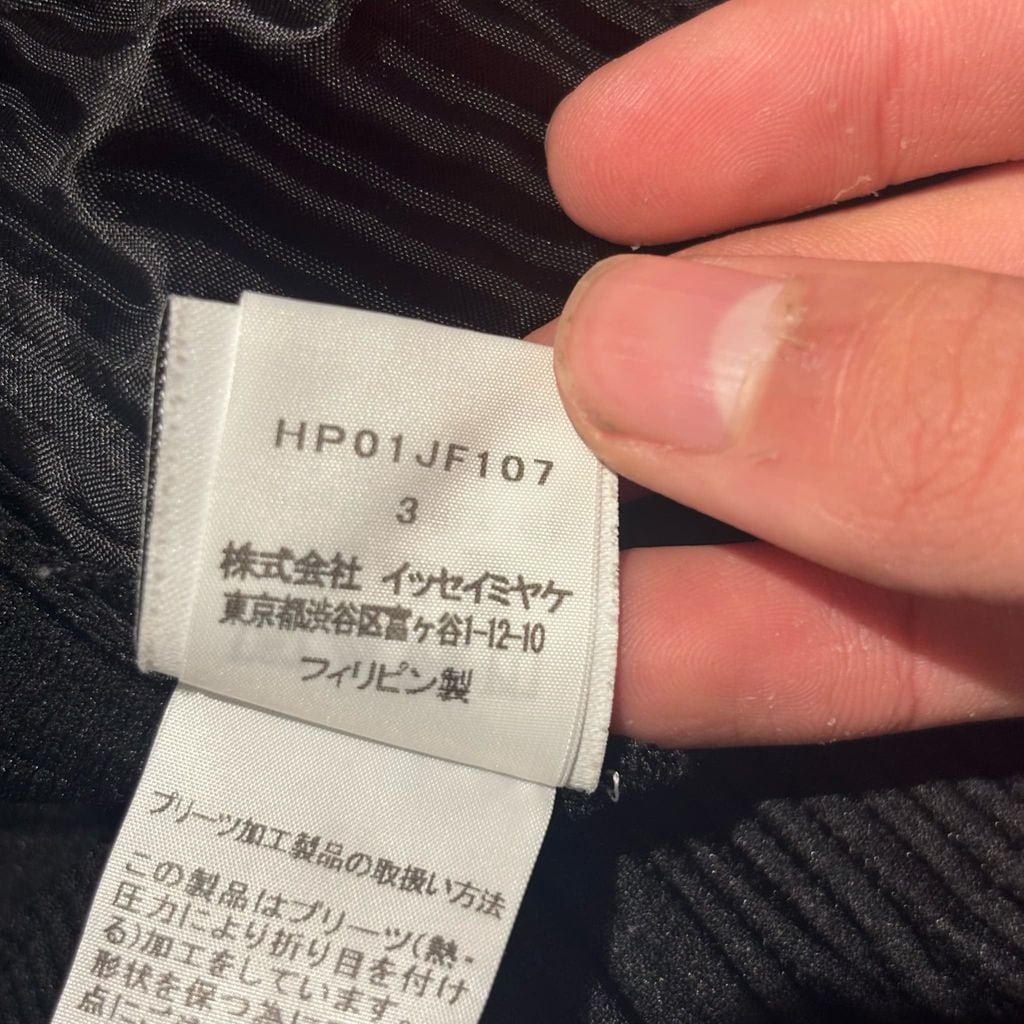 HP01JF107
3
株式会社 イッセイミヤケ
東京都渋谷区富ヶ谷1-12-10
フィリピン製
プリーツ加工製品の取扱い方法
この製品はプリーツ(熱・
圧力により折り目を付け
る)加工をしています。
形状を保つ為に
点に